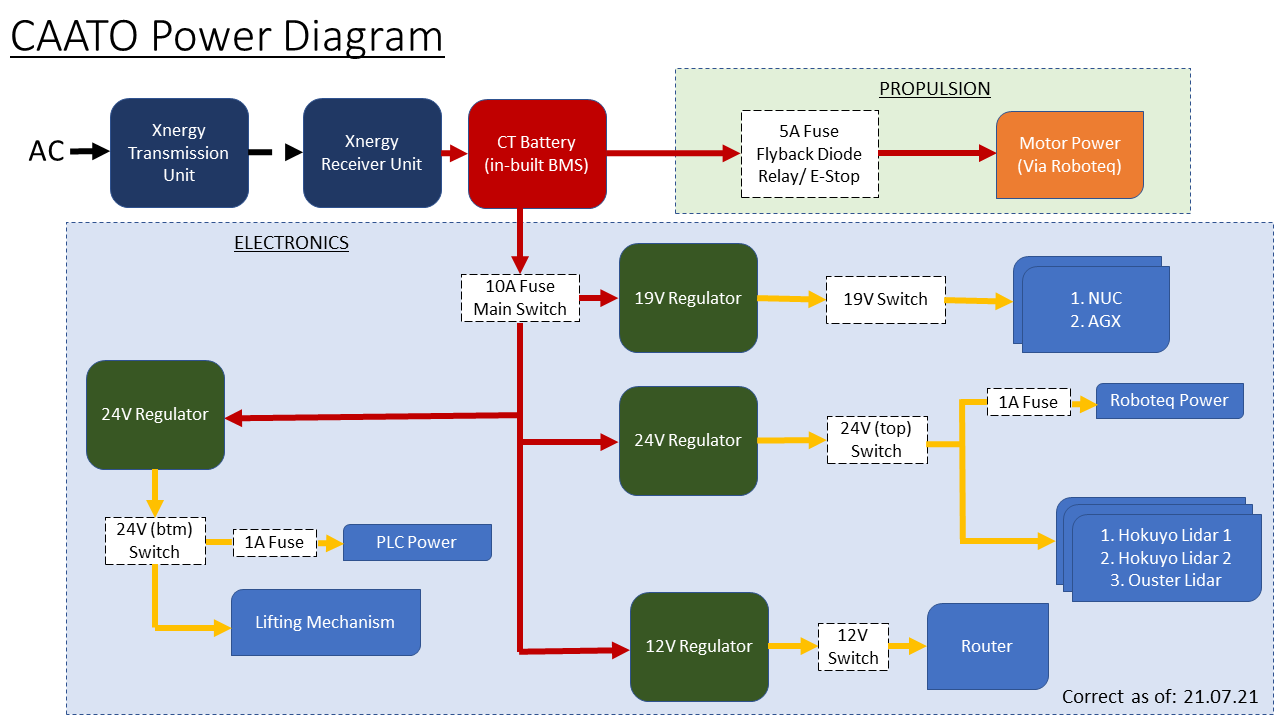 CAATO Power Diagram
AC
Xnergy
Transmission
Unit
Xnergy
Receiver Unit
CT Battery
(in-built BMS)
PROPULSION
5A Fuse
Flyback Diode
Relay/ E-Stop
Motor Power
(Via Roboteq)
ELECTRONICS
10A Fuse
Main Switch
19V Regulator
19V Switch
1. NUC
2. AGX
24V Regulator
24V Regulator
24V (top)
Switch
1A Fuse
Roboteq Power
1. Hokuyo Lidar 1
2. Hokuyo Lidar 2
3. Ouster Lidar
24V (btm)
Switch
1A Fuse
PLC Power
Lifting Mechanism
12V Regulator
12V
Switch
Router
Correct as of: 21.07.21